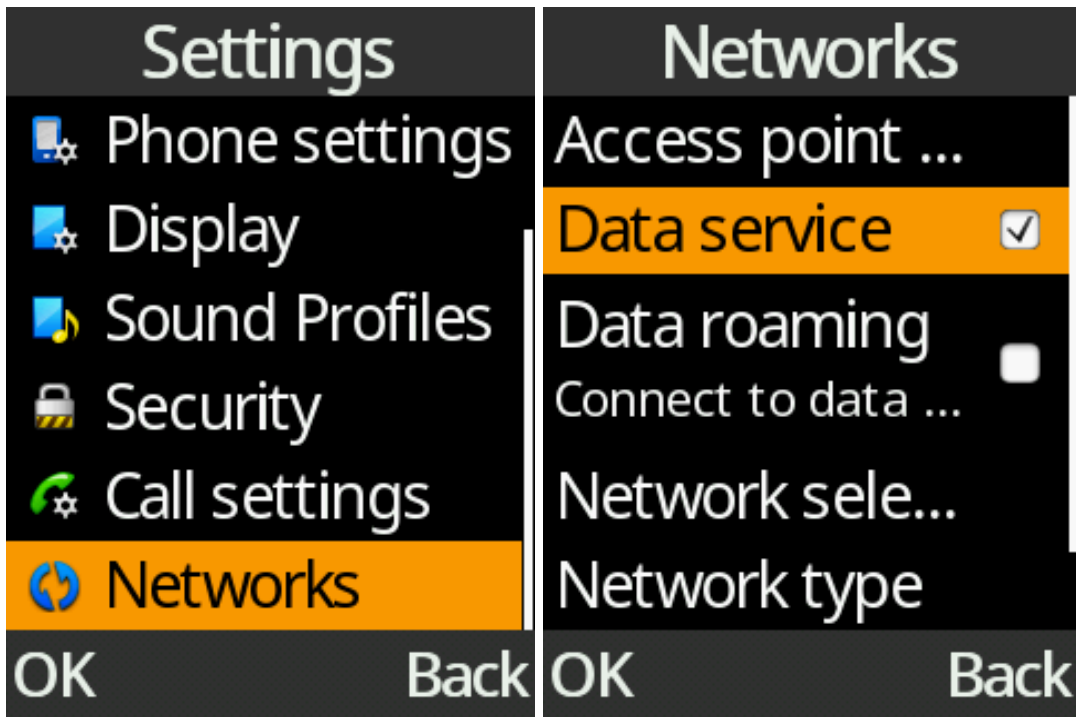 Settings
Phone settings
Display
Sound Profiles
Security
Call settings
Networks
OK Back
Networks
Access point ...
Data service
Data roaming
Connect to data ...
Network sele...
Network type
OK Back